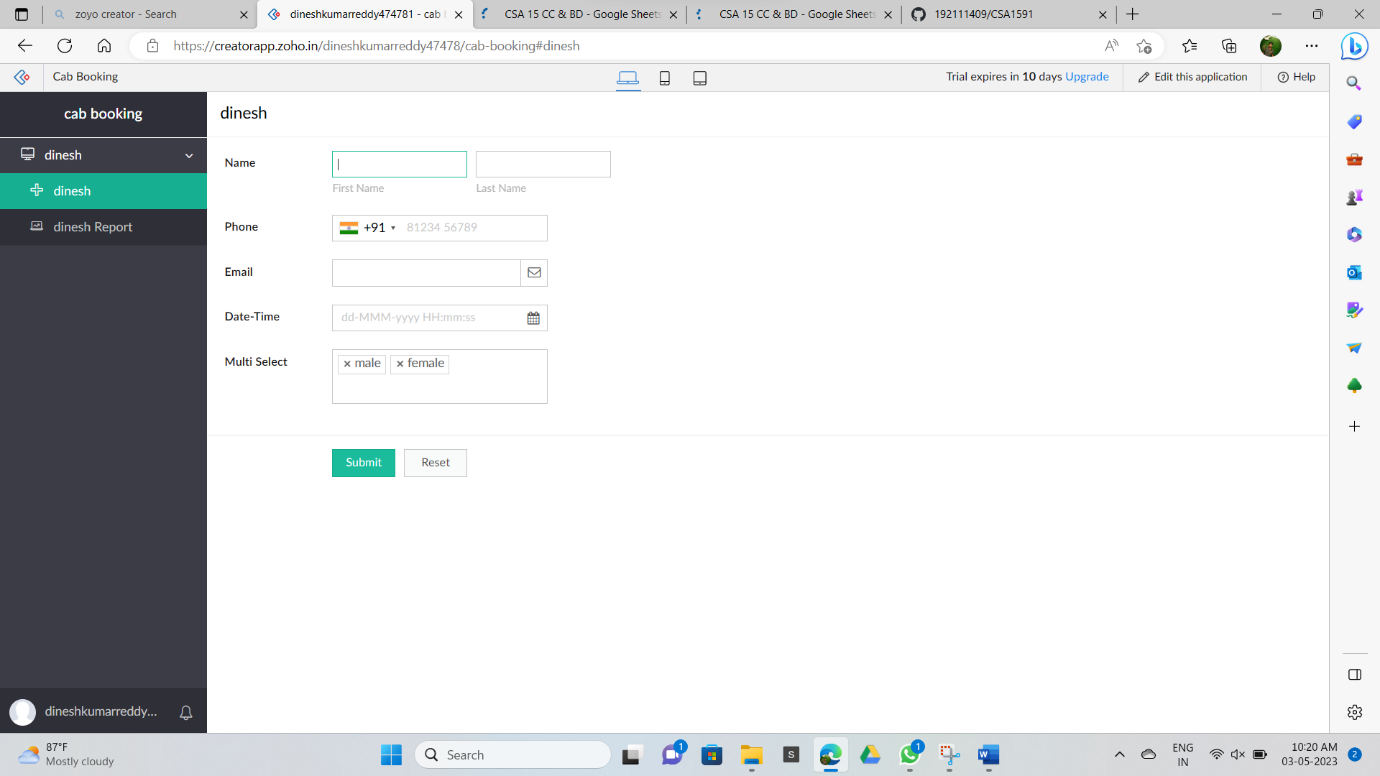 zoyo creator - Search
dineshkumarreddy474781 - cab b
CSA 15 CC & BD - Google Sheets
CSA 15 CC & BD - Google Sheets
192111409/CSA1591
https://creatorapp.zoho.in/dineshkumarreddy47478/cab-booking#dinesh
Cab Booking
Trial expires in 10 days Upgrade
Edit this application
Help
cab booking
dinesh
dinesh
dinesh Report
dinesh
Name
First Name
Last Name
Phone
+91
81234 56789
Email
Date-Time
dd-MMM-yyyy HH:mm:ss
Multi Select
× male
× female
Submit
Reset
dineshkumarreddy...
87°F
Mostly cloudy
Search
1
S
1
W
ENG
IN
10:20 AM
03-05-2023
2